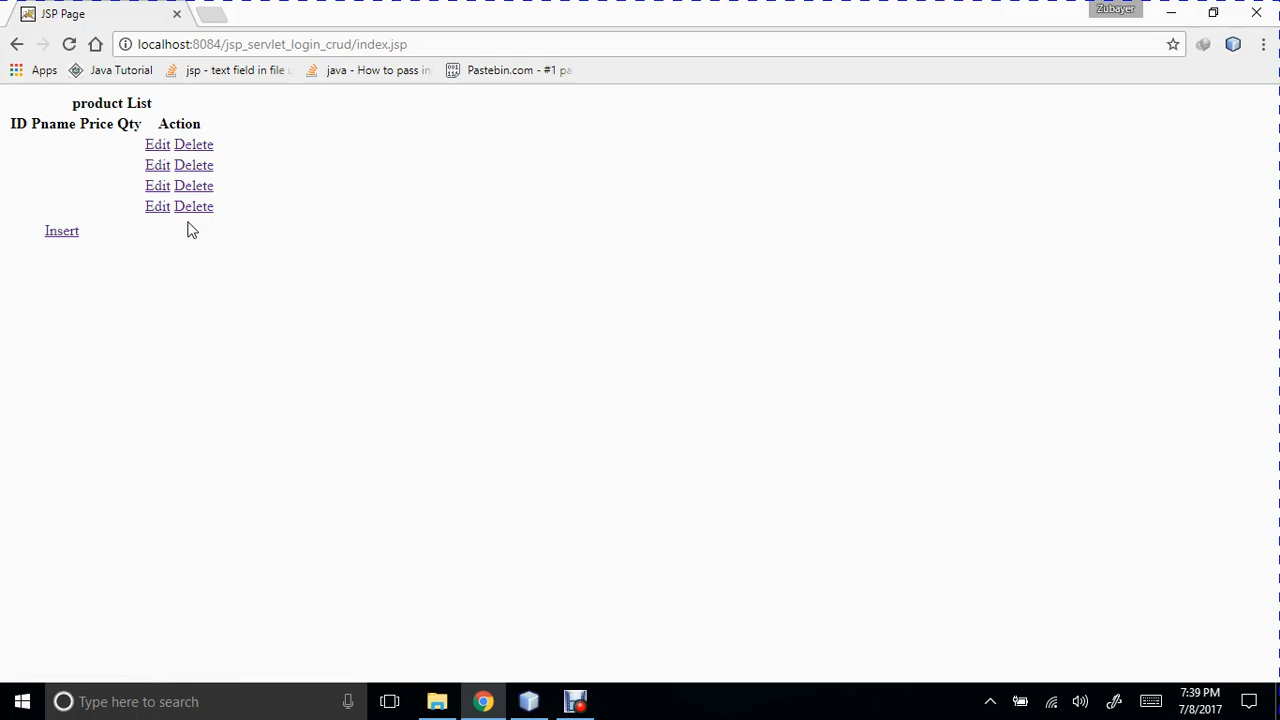 Zubayer
JSP Page
localhost:8084/jsp_servlet_login_crud/index.jsp
Apps Java Tutorial jsp - text field in file u java - How to pass in Pastebin.com - #1 pa
product List
ID Pname Price Qty Action
Edit Delete
Edit Delete
Edit Delete
Edit Delete
Insert
Type here to search
7:39 PM
7/8/2017